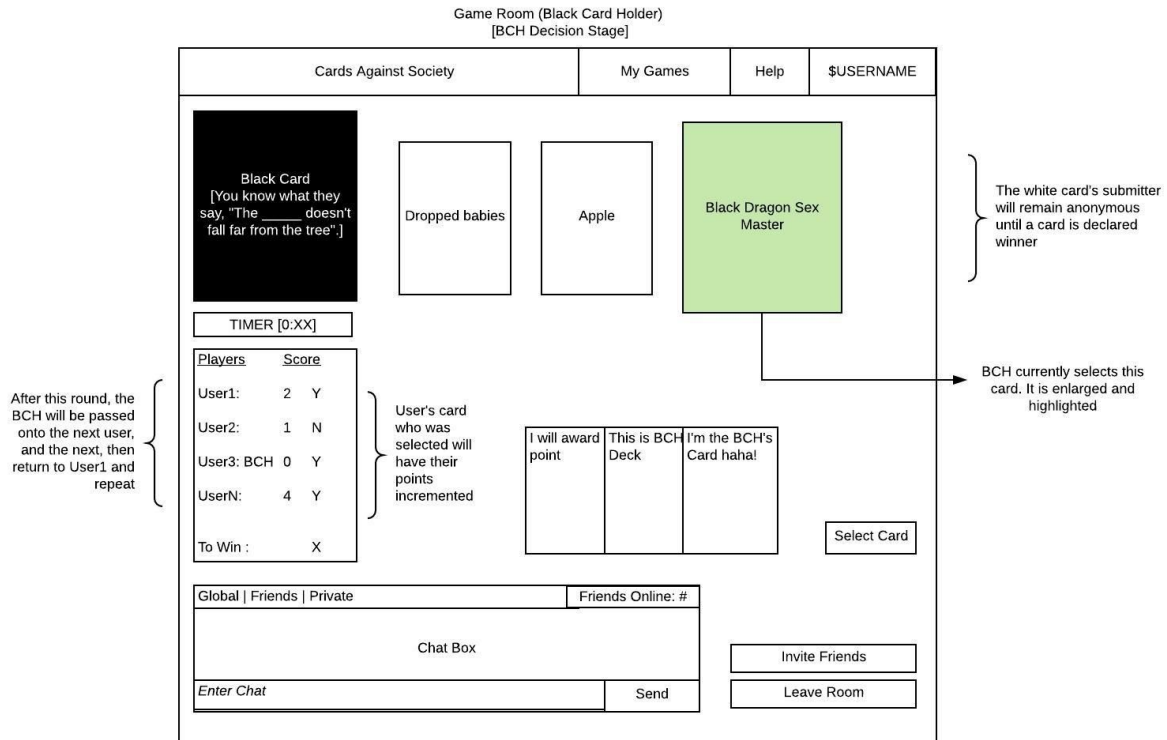 Game Room (Black Card Holder)
[BCH Decision Stage]
Cards Against Society
My Games
Help
$USERNAME
Black Card
[You know what they
say, "The _____ doesn't
fall far from the tree".]
Dropped babies
Apple
Black Dragon Sex
Master
The white card's submitter
will remain anonymous
until a card is declared
winner
TIMER [0:XX]
Players Score
User1: 2 Y
User2: 1 N
User3: BCH 0 Y
UserN: 4 Y
To Win : X
After this round, the
BCH will be passed
onto the next user,
and the next, then
return to User1 and
repeat
User's card
who was
selected will
have their
points
incremented
BCH currently selects this
card. It is enlarged and
highlighted
I will award
point
This is BCH
Deck
I'm the BCH's
Card haha!
Select Card
Global | Friends | Private
Friends Online: #
Chat Box
Enter Chat
Send
Invite Friends
Leave Room